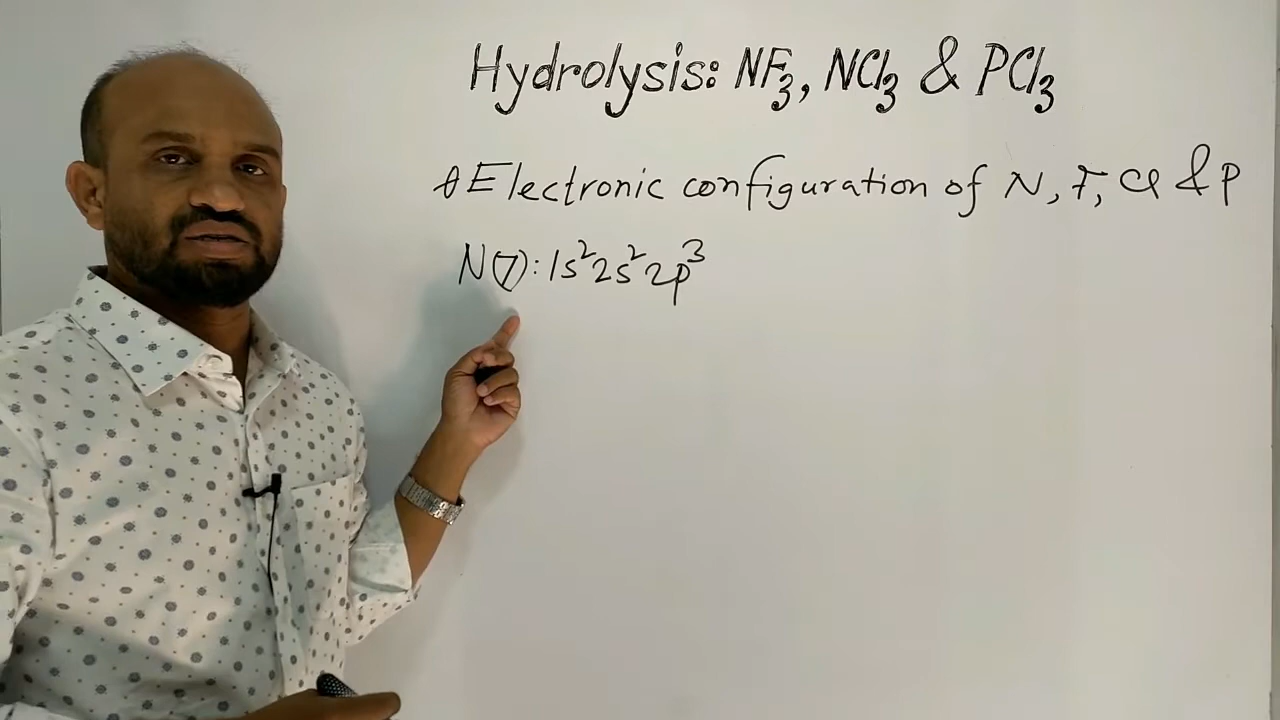 Hydrolysis: NF₃, NCl₃ & PCl₃
Electronic configuration of N, F, Cl & P
N(7): 1s² 2s² 2p³